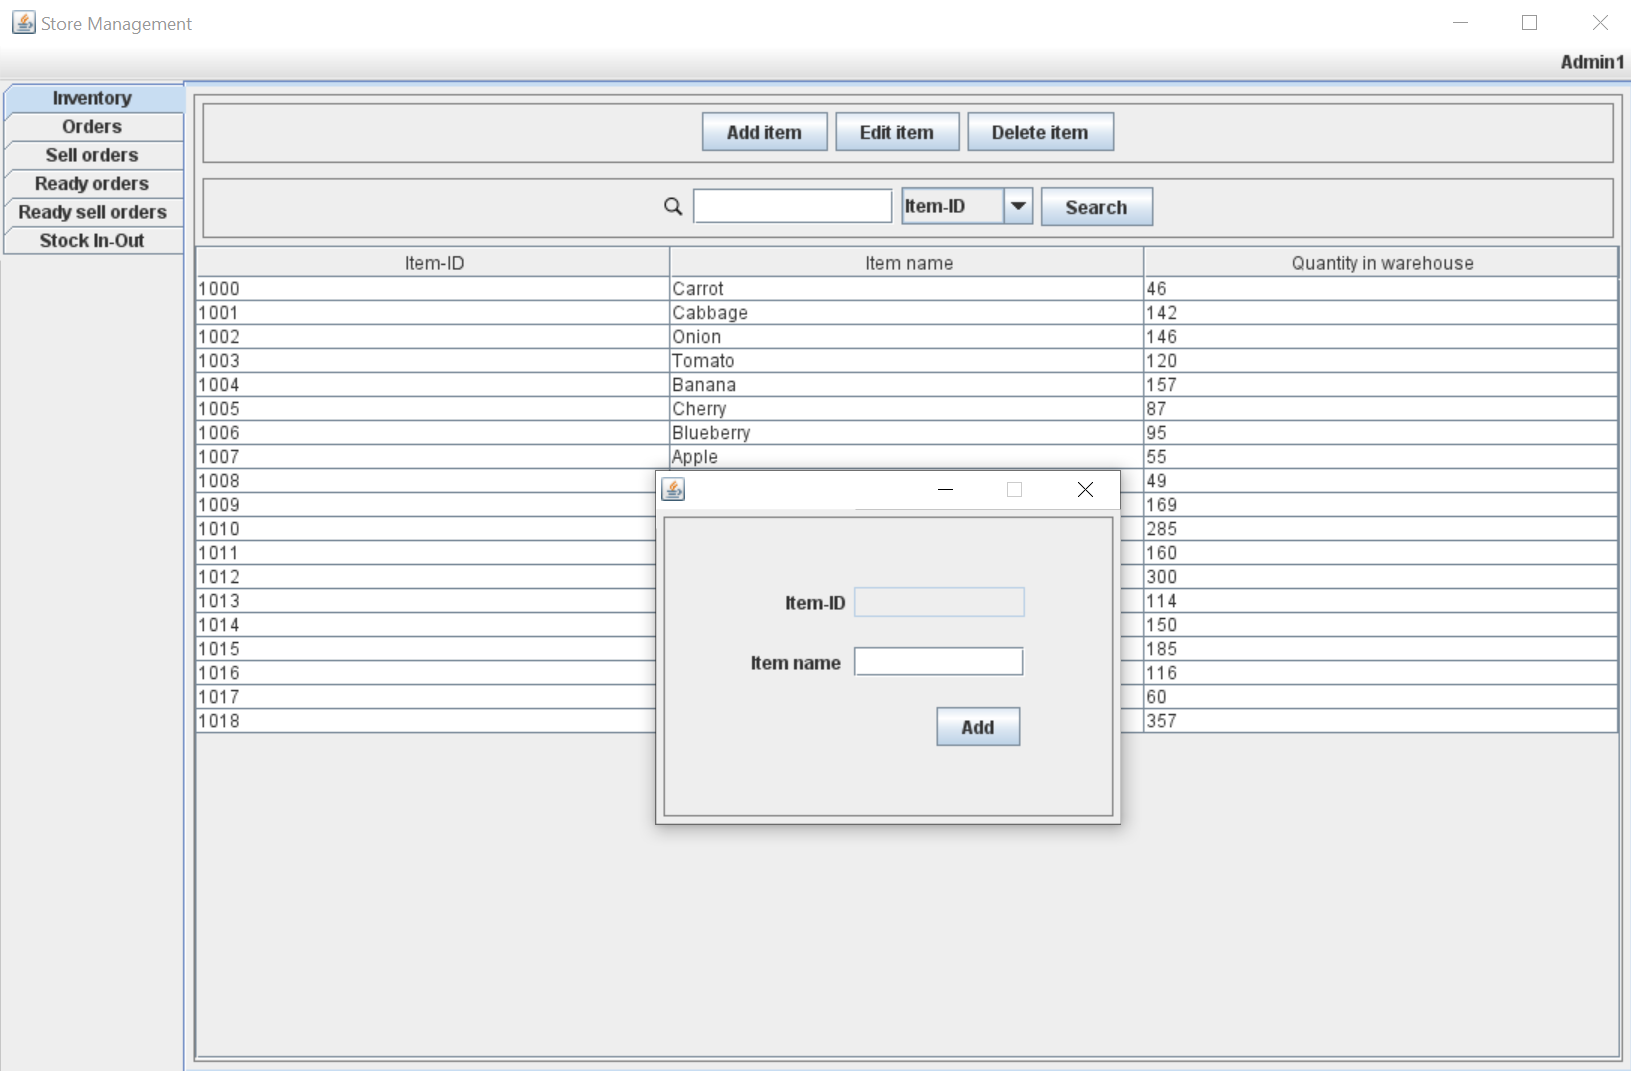 Store Management
Admin1
Inventory
Orders
Sell orders
Ready orders
Ready sell orders
Stock In-Out
Add item Edit item Delete item
Item-ID Search
Item-ID Item name Quantity in warehouse
1000 Carrot 46
1001 Cabbage 142
1002 Onion 146
1003 Tomato 120
1004 Banana 157
1005 Cherry 87
1006 Blueberry 95
1007 Apple 55
1008 49
1009 169
1010 285
1011 160
1012 300
1013 114
1014 150
1015 185
1016 116
1017 60
1018 357
Item-ID
Item name
Add